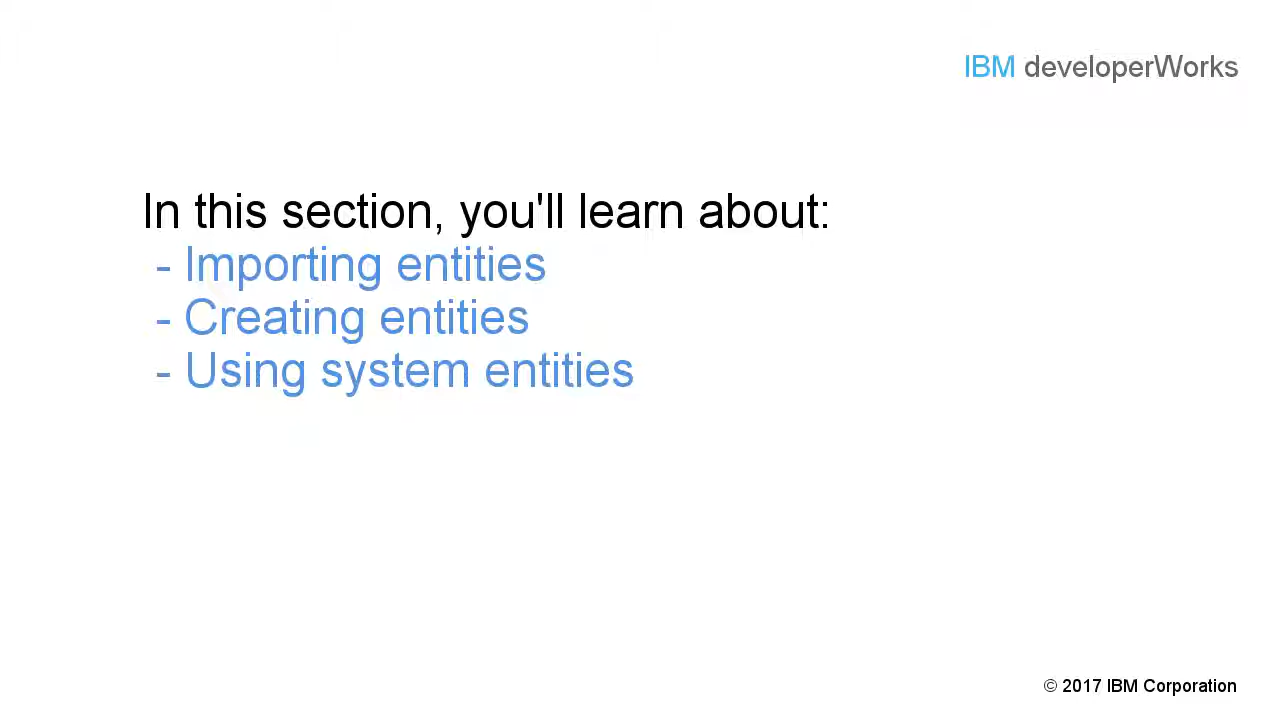 IBM developerWorks
In this section, you'll learn about:
- Importing entities
- Creating entities
- Using system entities
© 2017 IBM Corporation